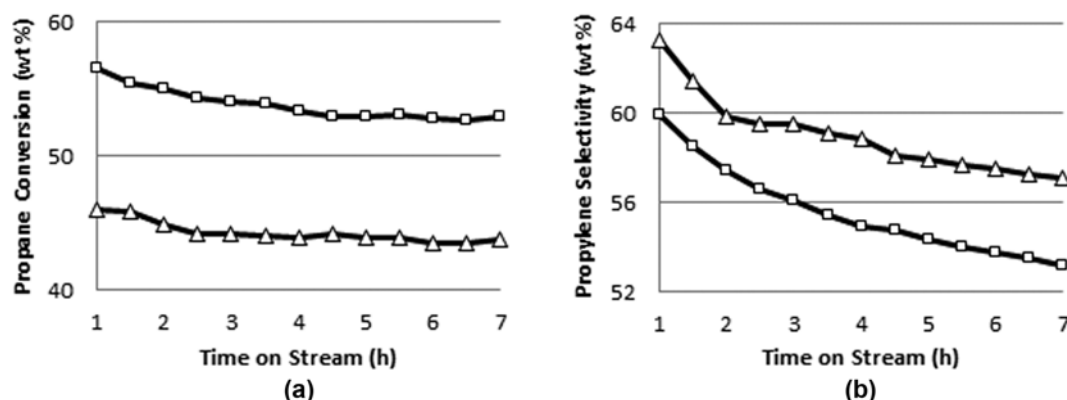 Propane Conversion (wt%)
60
50
40
1 2 3 4 5 6 7
Time on Stream (h)
(a)
Propylene Selectivity (wt%)
64
60
56
52
1 2 3 4 5 6 7
Time on Stream (h)
(b)